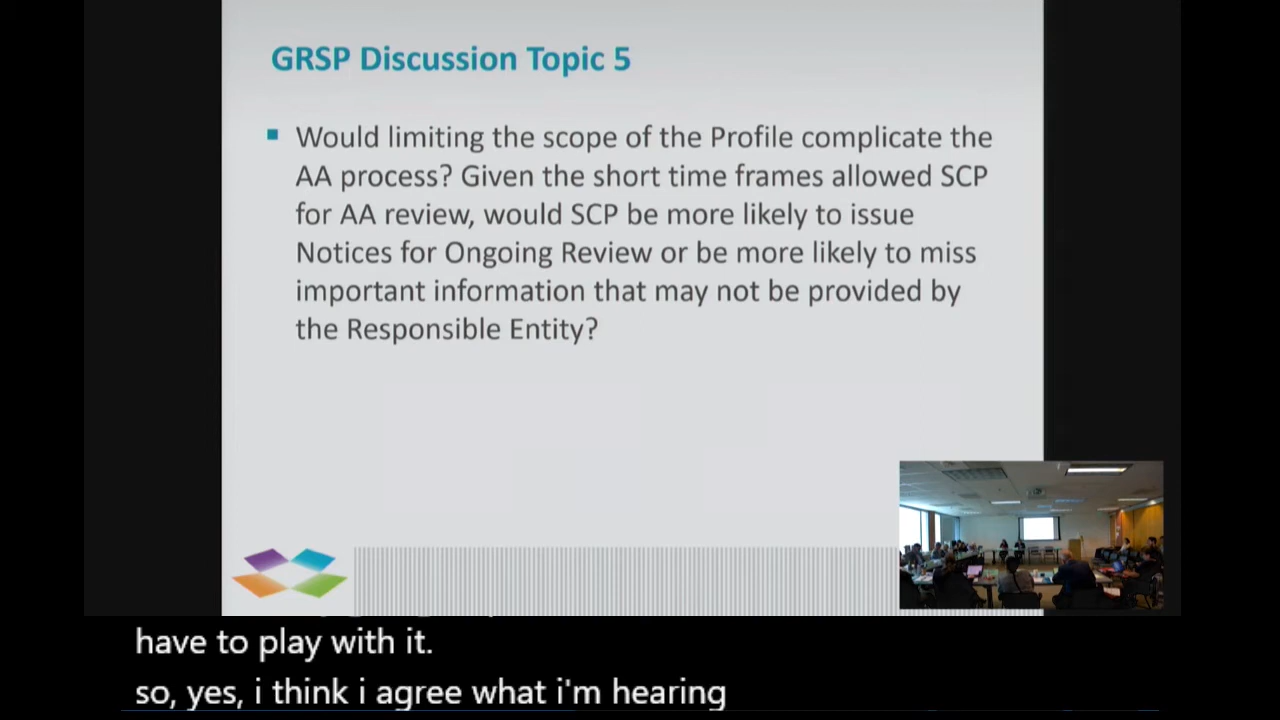 GRSP Discussion Topic 5
Would limiting the scope of the Profile complicate the
AA process? Given the short time frames allowed SCP
for AA review, would SCP be more likely to issue
Notices for Ongoing Review or be more likely to miss
important information that may not be provided by
the Responsible Entity?
have to play with it.
so, yes, i think i agree what i'm hearing